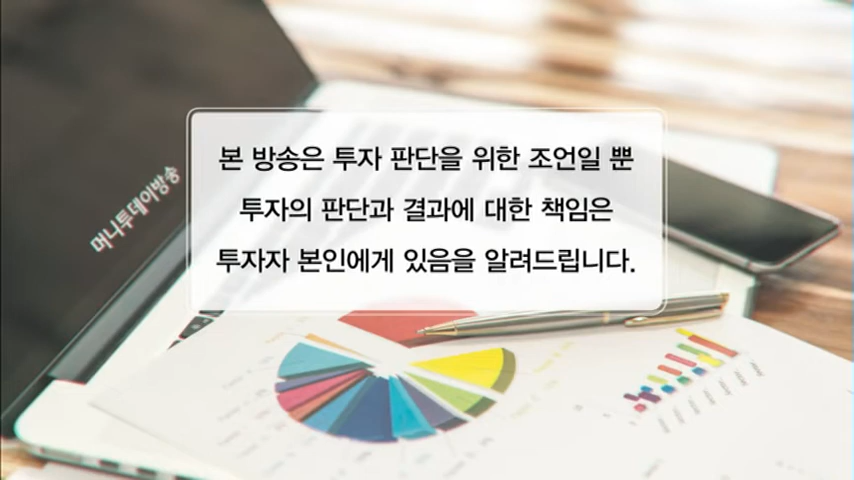 본 방송은 투자 판단을 위한 조언일 뿐
투자의 판단과 결과에 대한 책임은
투자자 본인에게 있음을 알려드립니다.
머니투데이방송